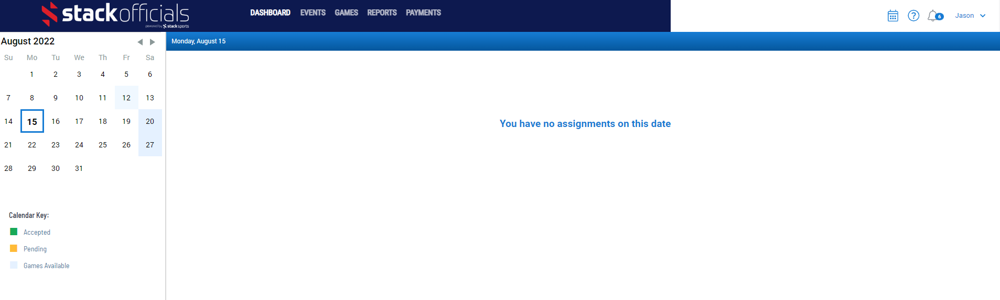 stackofficials
powered by stack sports
DASHBOARD EVENTS GAMES REPORTS PAYMENTS
6
Jason
August 2022
Su Mo Tu We Th Fr Sa
1 2 3 4 5 6
7 8 9 10 11 12 13
14 15 16 17 18 19 20
21 22 23 24 25 26 27
28 29 30 31
Calendar Key:
Accepted
Pending
Games Available
Monday, August 15
You have no assignments on this date